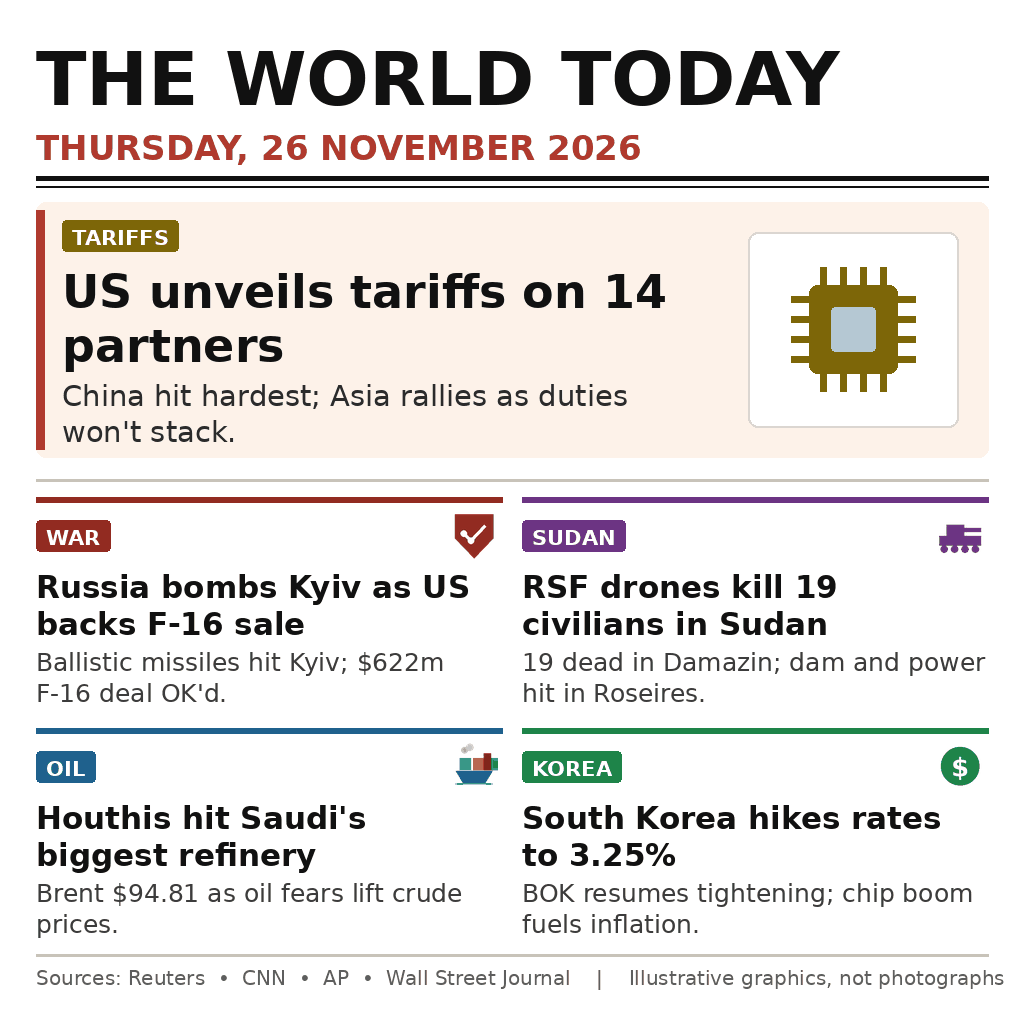 THE WORLD TODAY
THURSDAY, 26 NOVEMBER 2026
TARIFFS
US unveils tariffs on 14
partners
China hit hardest; Asia rallies as duties
won't stack.
WAR
Russia bombs Kyiv as US
backs F-16 sale
Ballistic missiles hit Kyiv; $622m
F-16 deal OK'd.
SUDAN
RSF drones kill 19
civilians in Sudan
19 dead in Damazin; dam and power
hit in Roseires.
OIL
Houthis hit Saudi's
biggest refinery
Brent $94.81 as oil fears lift crude
prices.
KOREA
$
South Korea hikes rates
to 3.25%
BOK resumes tightening; chip boom
fuels inflation.
Sources: Reuters • CNN • AP • Wall Street Journal | Illustrative graphics, not photographs